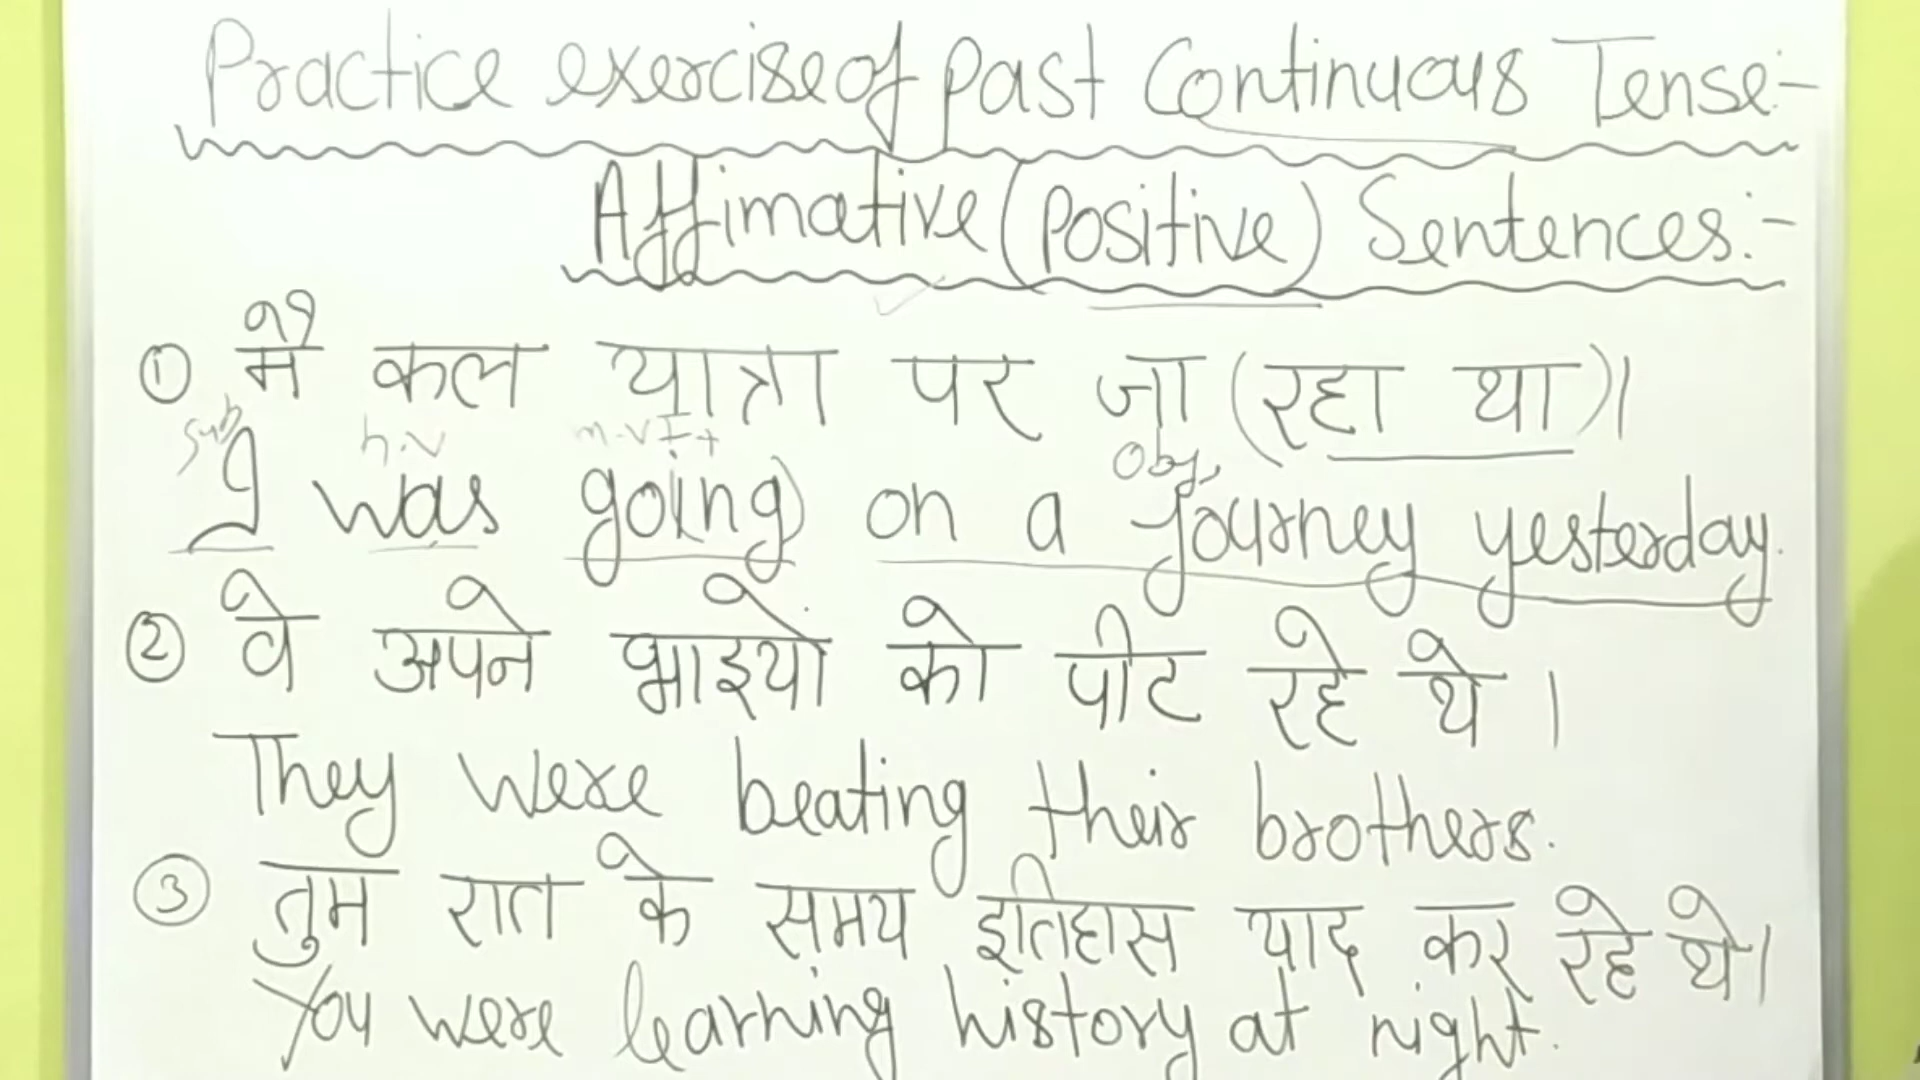 Practice exercise of Past Continuous Tense:-
Affimative (Positive) Sentences:-
① मैं कल यात्रा पर जा (रहा था)।
Sub h.v m.v I + Obj.
I was going on a journey yesterday.
② वे अपने भाइयो को पीट रहे थे।
They were beating their brothers.
③ तुम रात के समय इतिहास याद कर रहे थे।
You were learning history at night.